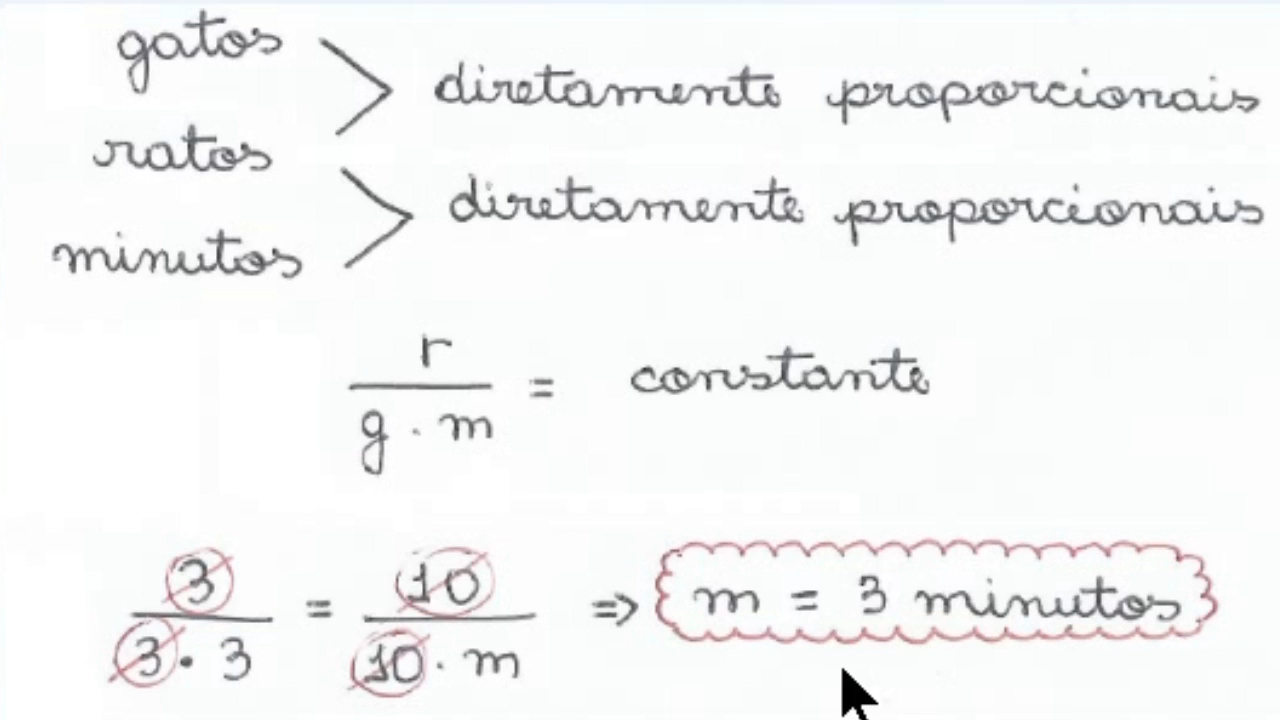 gatos
diretamente proporcionais
ratos
diretamente proporcionais
minutos
r
g . m = constante
3 / 3 . 3 = 10 / 10 . m ⇒ m = 3 minutos